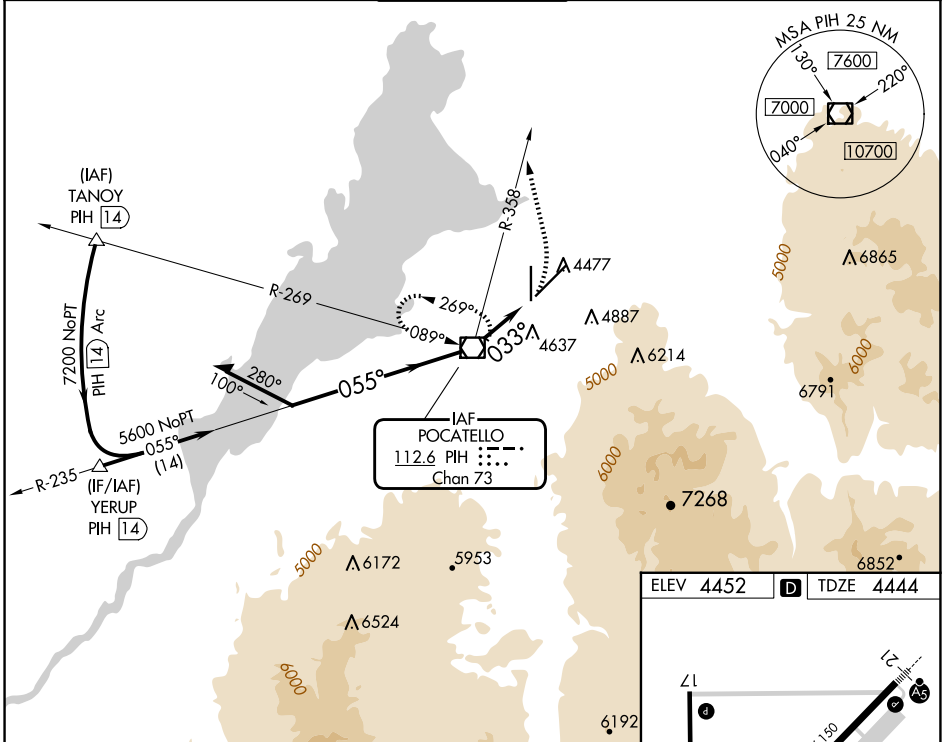 MSA PIH 25 NM
130°
7600
220°
7000
040°
10700
(IAF)
TANOY
PIH 14
R-269
7200 NoPT
PIH 14 Arc
5600 NoPT
055°
(14)
R-235
(IF/IAF)
YERUP
PIH 14
280°
100°
055°
089°
269°
033°
R-358
4477
4887
4637
6214
5000
6000
7268
5000
6865
6000
6791
IAF
POCATELLO
112.6 PIH
Chan 73
5000
6172
5953
6524
6000
6192
6852
ELEV 4452 D TDZE 4444
17
21
A5
P
P